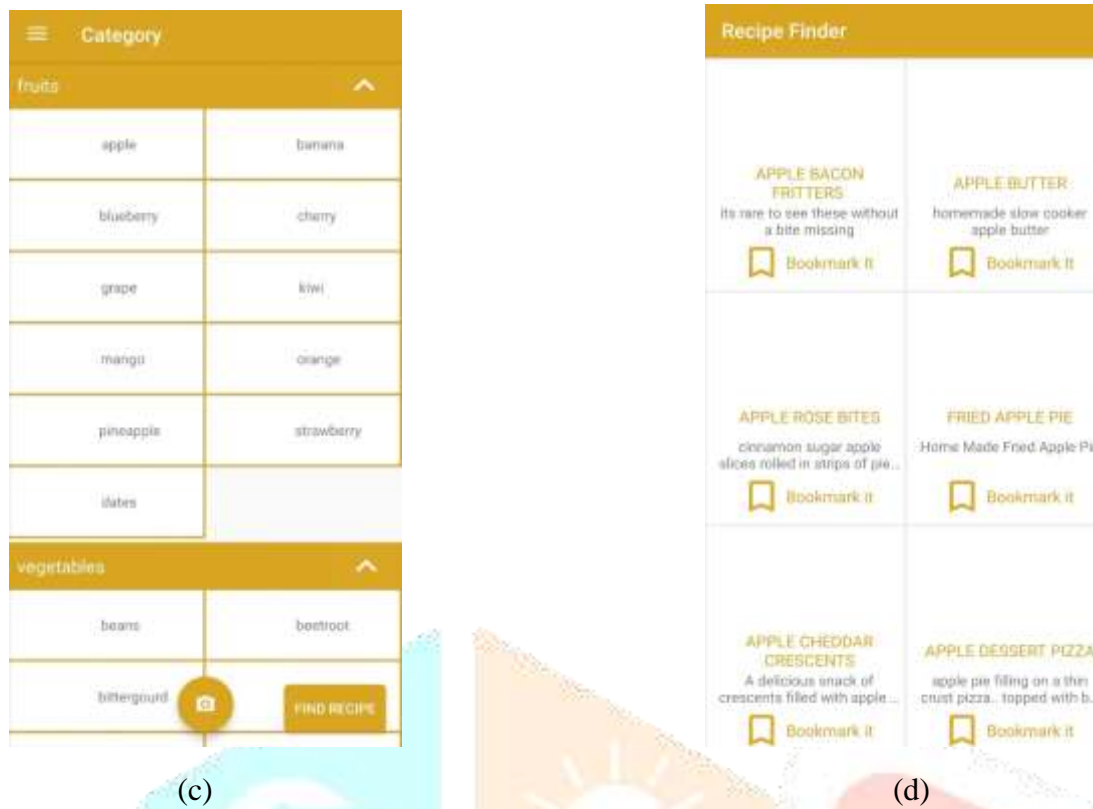 Category
fruits
apple
banana
blueberry
cherry
grape
kiwi
mango
orange
pineapple
strawberry
dates
vegetables
beans
beetroot
bittergourd
FIND RECIPE
(c)
Recipe Finder
APPLE BACON
FRITTERS
its rare to see these without
a bite missing
Bookmark It
APPLE BUTTER
homemade slow cooker
apple butter
Bookmark It
APPLE ROSE BITES
cinnamon sugar apple
slices rolled in strips of pie...
Bookmark it
FRIED APPLE PIE
Home Made Fried Apple Pi
Bookmark it
APPLE CHEDDAR
CRESCENTS
A delicious snack of
crescents filled with apple ...
Bookmark it
APPLE DESSERT PIZZA
apple pie filling on a thin
crust pizza.. topped with b..
Bookmark it
(d)